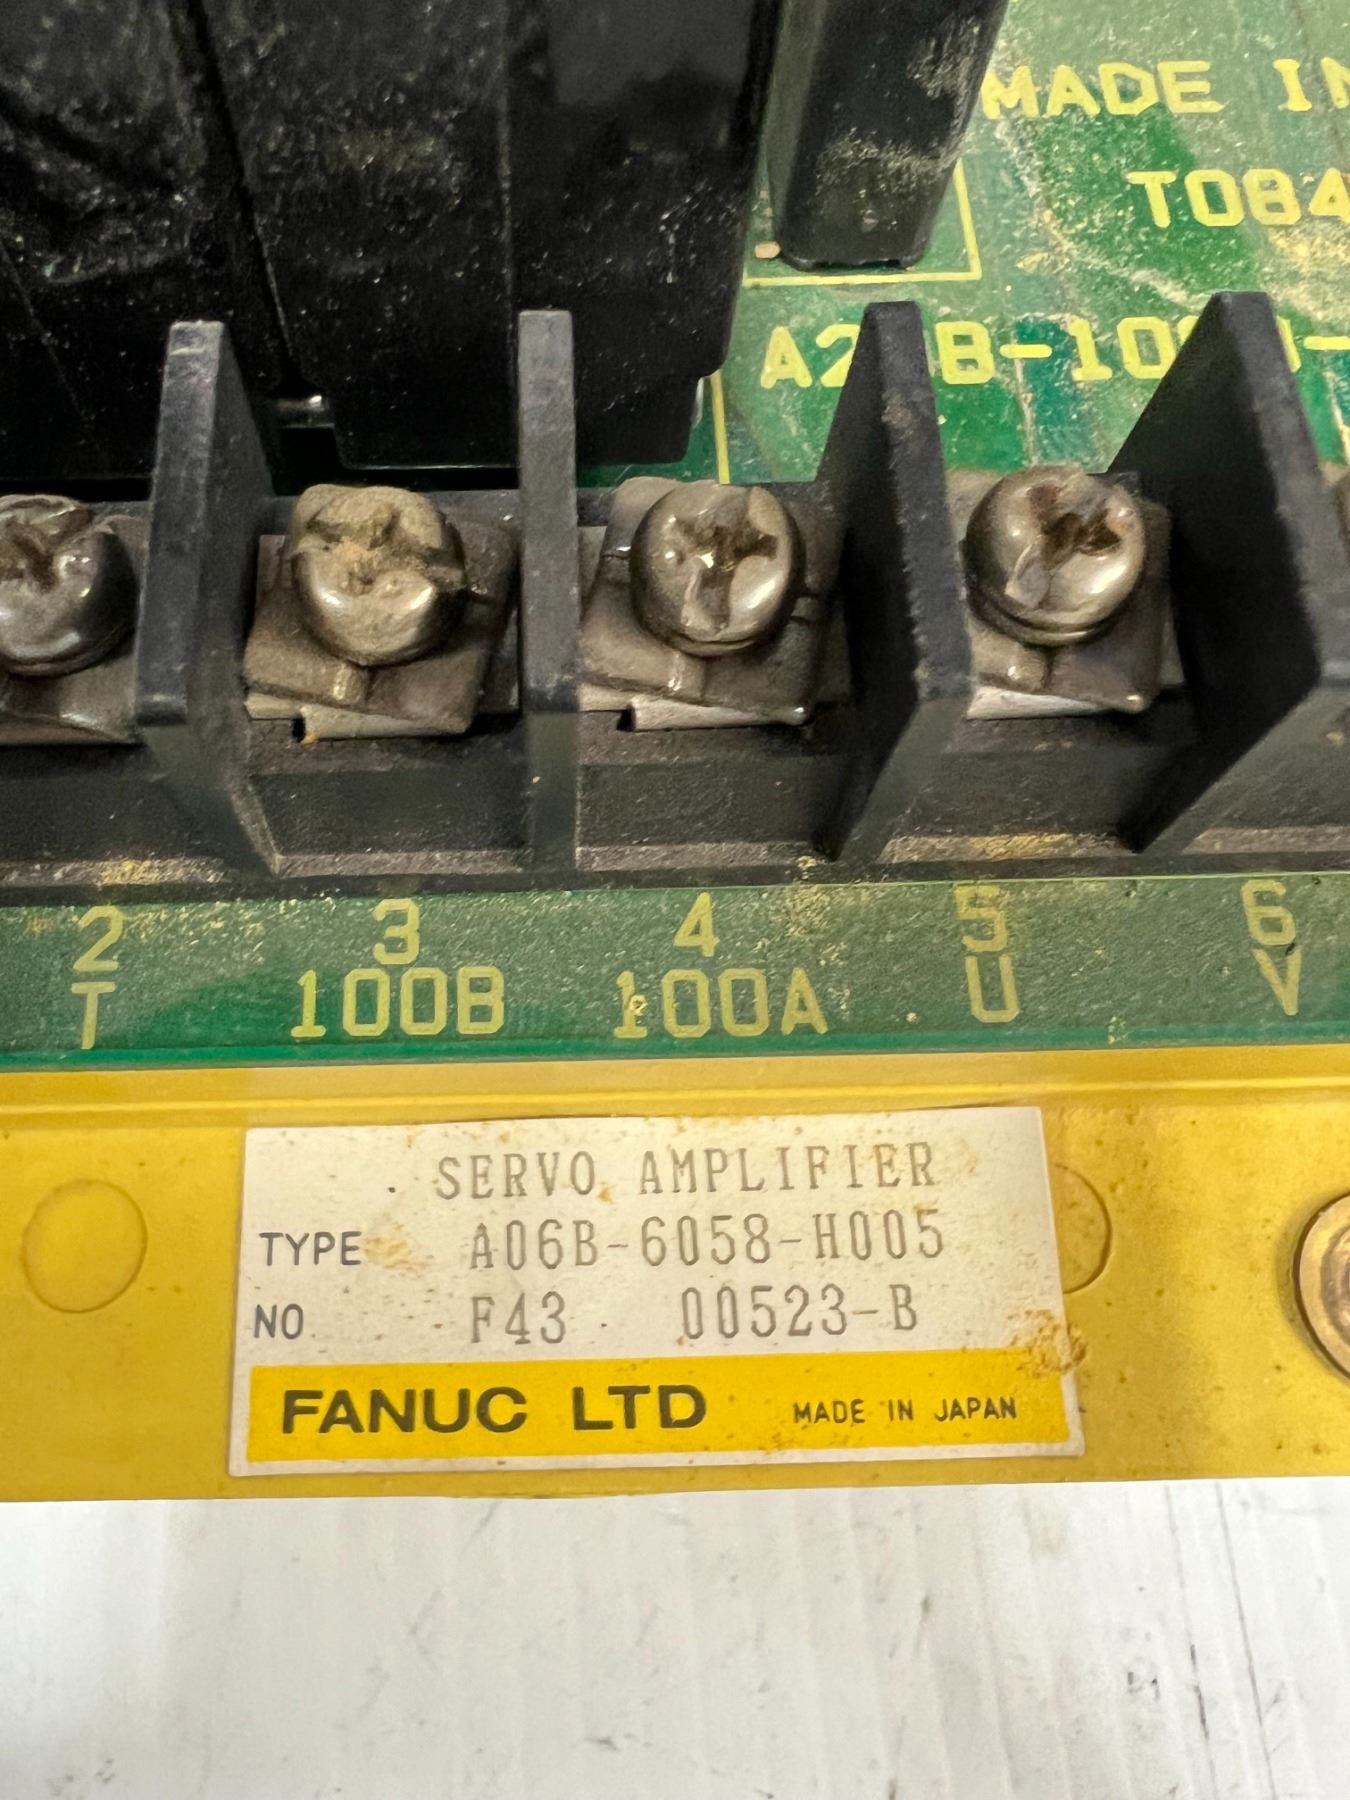 MADE IN
2 3 4 5 6
T 100B 100A U V
SERVO AMPLIFIER
TYPE A06B-6058-H005
NO F43 00523-B
FANUC LTD MADE IN JAPAN